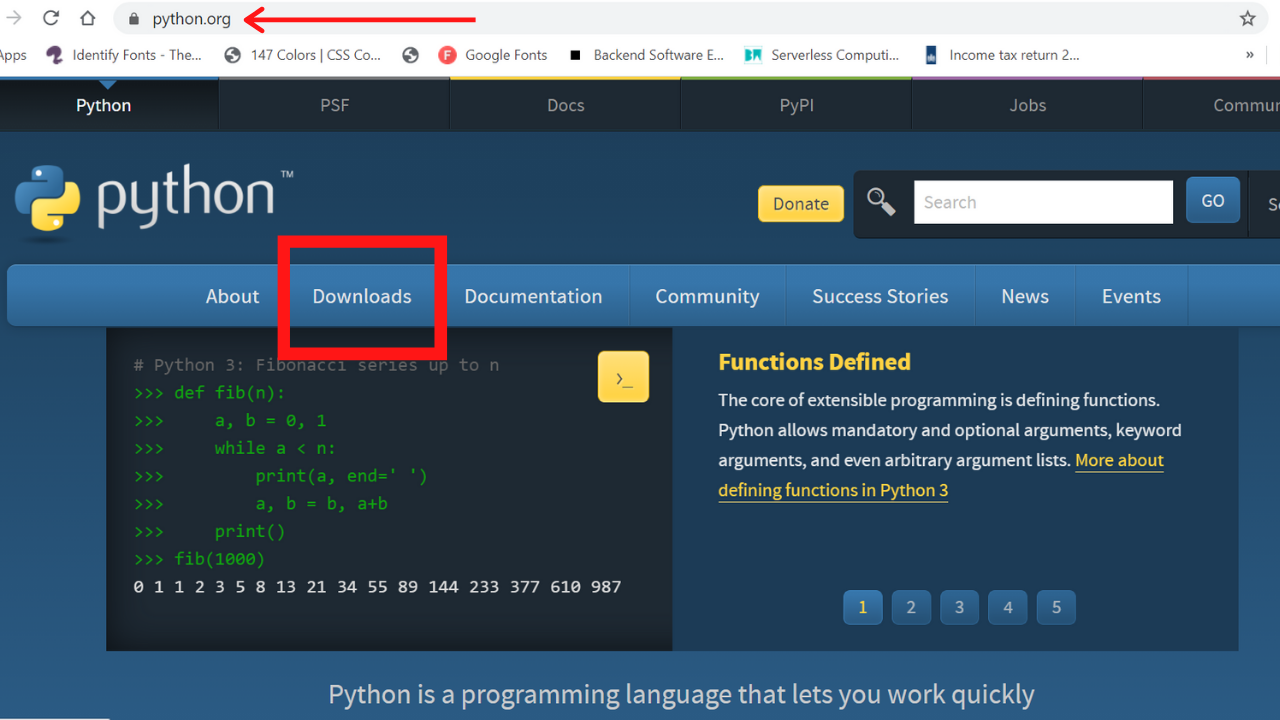 python.org
Apps Identify Fonts - The... 147 Colors | CSS Co... Google Fonts Backend Software E... Serverless Computi... Income tax return 2... »
Python PSF Docs PyPI Jobs Commun
python™
Donate Search GO
About Downloads Documentation Community Success Stories News Events
# Python 3: Fibonacci series up to n
>>> def fib(n):
>>>     a, b = 0, 1
>>>     while a < n:
>>>         print(a, end=' ')
>>>         a, b = b, a+b
>>>     print()
>>> fib(1000)
0 1 1 2 3 5 8 13 21 34 55 89 144 233 377 610 987
>_
Functions Defined
The core of extensible programming is defining functions.
Python allows mandatory and optional arguments, keyword
arguments, and even arbitrary argument lists. More about
defining functions in Python 3
1 2 3 4 5
Python is a programming language that lets you work quickly